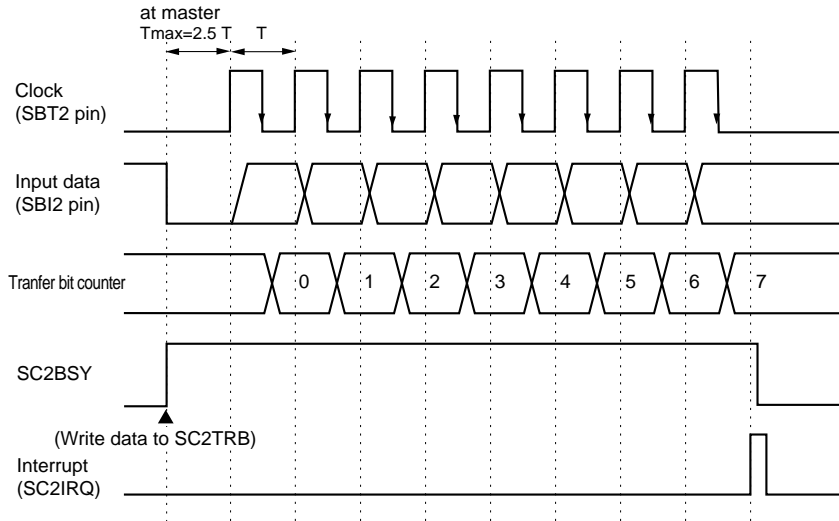 at master
Tmax=2.5 T
T
Clock
(SBT2 pin)
Input data
(SBI2 pin)
Tranfer bit counter
0 1 2 3 4 5 6 7
SC2BSY
(Write data to SC2TRB)
Interrupt
(SC2IRQ)